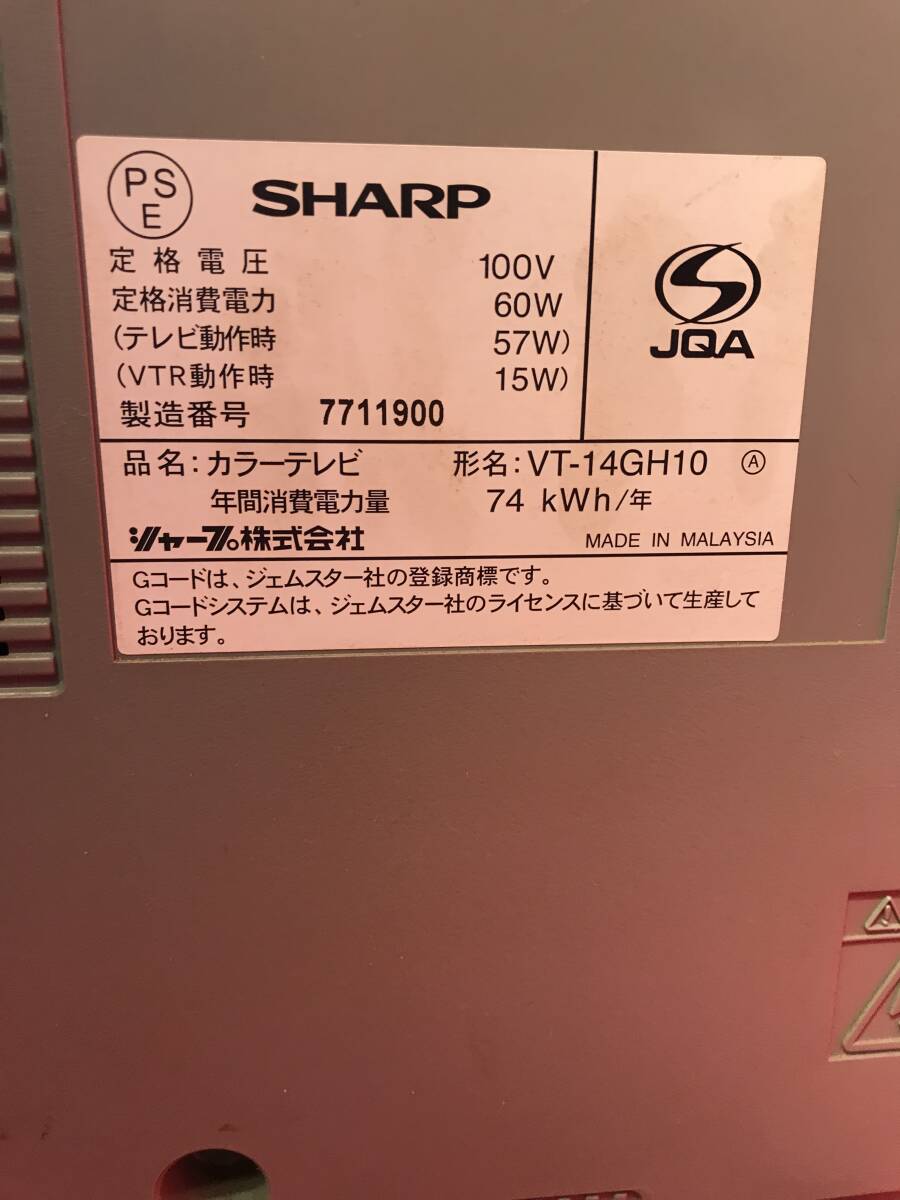 PS
E
SHARP
定格電圧 100V
定格消費電力 60W
(テレビ動作時 57W)
(VTR動作時 15W)
製造番号 7711900
JQA
品名:カラーテレビ 形名:VT-14GH10 Ⓐ
年間消費電力量 74 kWh/年
シャープ株式会社 MADE IN MALAYSIA
Gコードは、ジェムスター社の登録商標です。
Gコードシステムは、ジェムスター社のライセンスに基づいて生産して
おります。